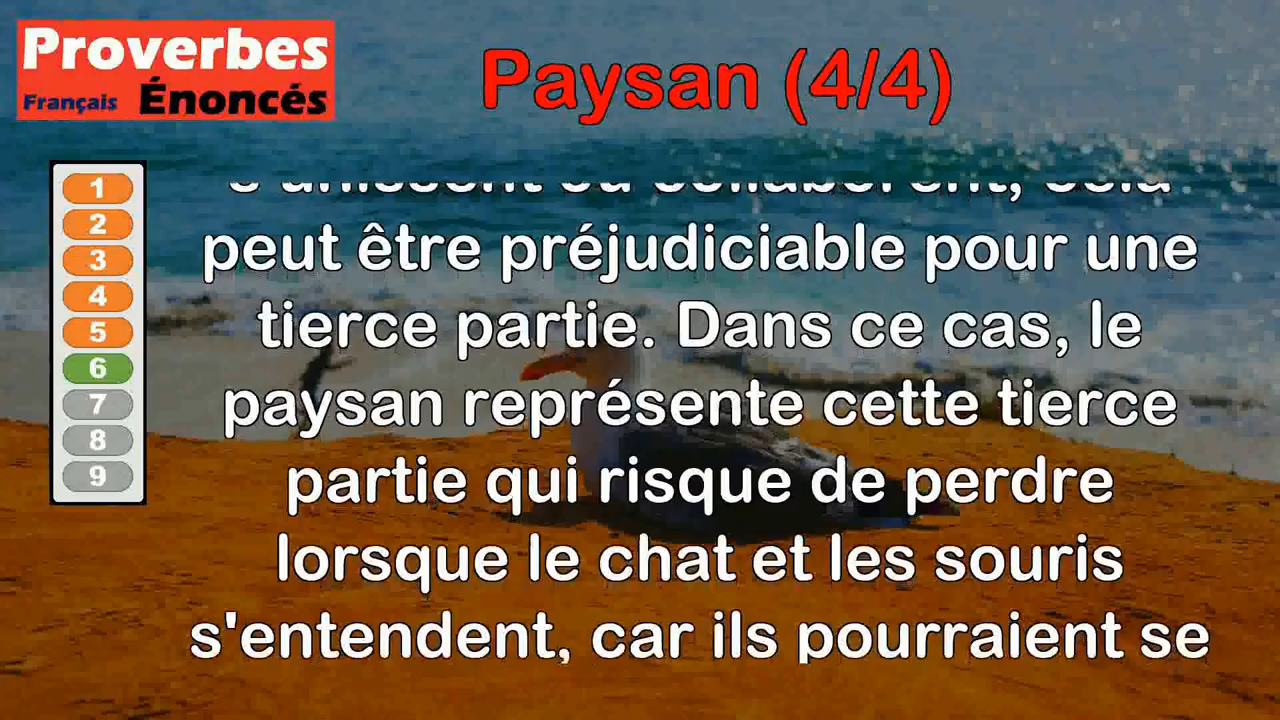 Proverbes
Français Énoncés
Paysan (4/4)
1
2
3
4
5
6
7
8
9
peut être préjudiciable pour une
tierce partie. Dans ce cas, le
paysan représente cette tierce
partie qui risque de perdre
lorsque le chat et les souris
s'entendent, car ils pourraient se